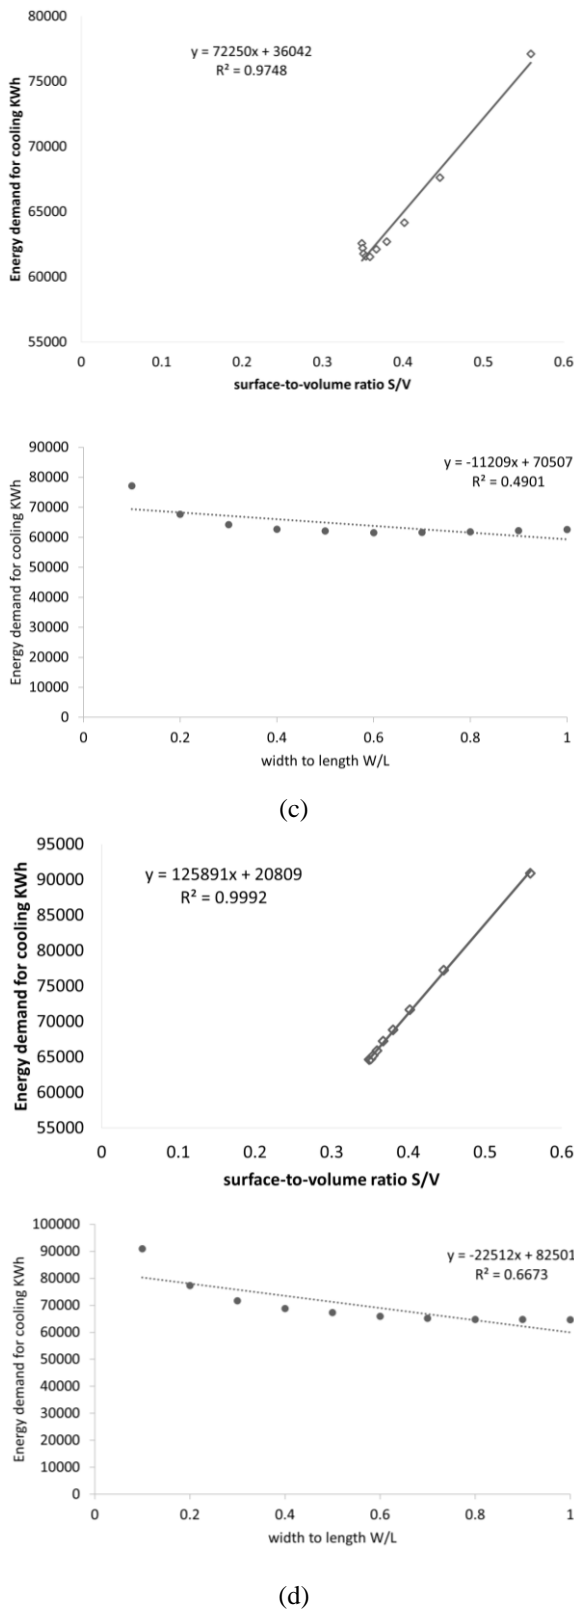 80000
y = 72250x + 36042
R² = 0.9748
75000
70000
65000
60000
55000
Energy demand for cooling KWh
0 0.1 0.2 0.3 0.4 0.5 0.6
surface-to-volume ratio S/V
90000
y = -11209x + 70507
R² = 0.4901
80000
70000
60000
50000
40000
30000
20000
10000
0
Energy demand for cooling KWh
0 0.2 0.4 0.6 0.8 1
width to length W/L
(c)
95000
y = 125891x + 20809
R² = 0.9992
90000
85000
80000
75000
70000
65000
60000
55000
Energy demand for cooling KWh
0 0.1 0.2 0.3 0.4 0.5 0.6
surface-to-volume ratio S/V
100000
y = -22512x + 82501
R² = 0.6673
90000
80000
70000
60000
50000
40000
30000
20000
10000
0
Energy demand for cooling KWh
0 0.2 0.4 0.6 0.8 1
width to length W/L
(d)